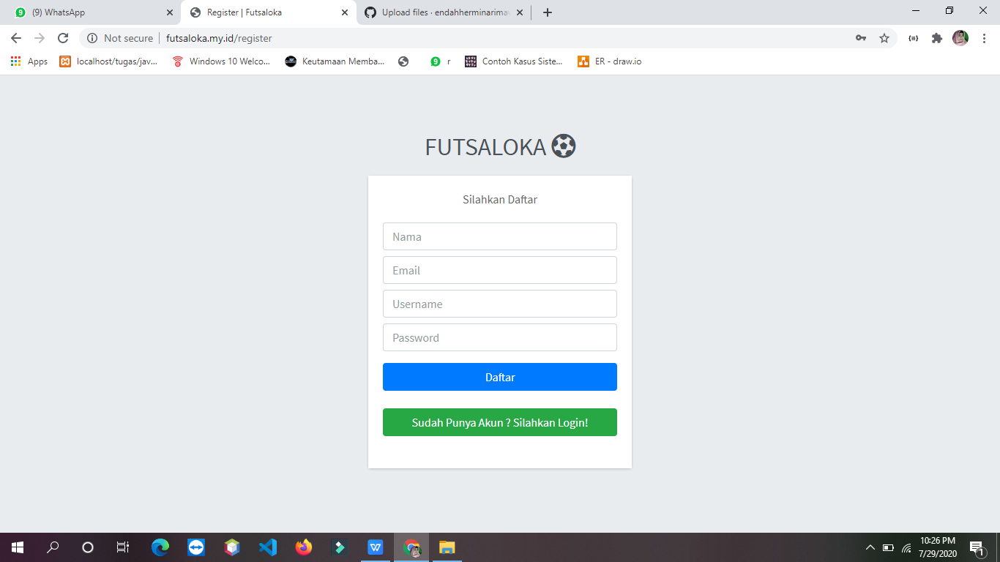 (9) WhatsApp
Register | Futsaloka
Upload files · endahherminarima
Not secure
futsaloka.my.id/register
Apps
localhost/tugas/jav...
Windows 10 Welco...
Keutamaan Memba...
9
r
Contoh Kasus Siste...
ER - draw.io
FUTSALOKA
Silahkan Daftar
Nama
Email
Username
Password
Daftar
Sudah Punya Akun ? Silahkan Login!
10:26 PM
7/29/2020
1